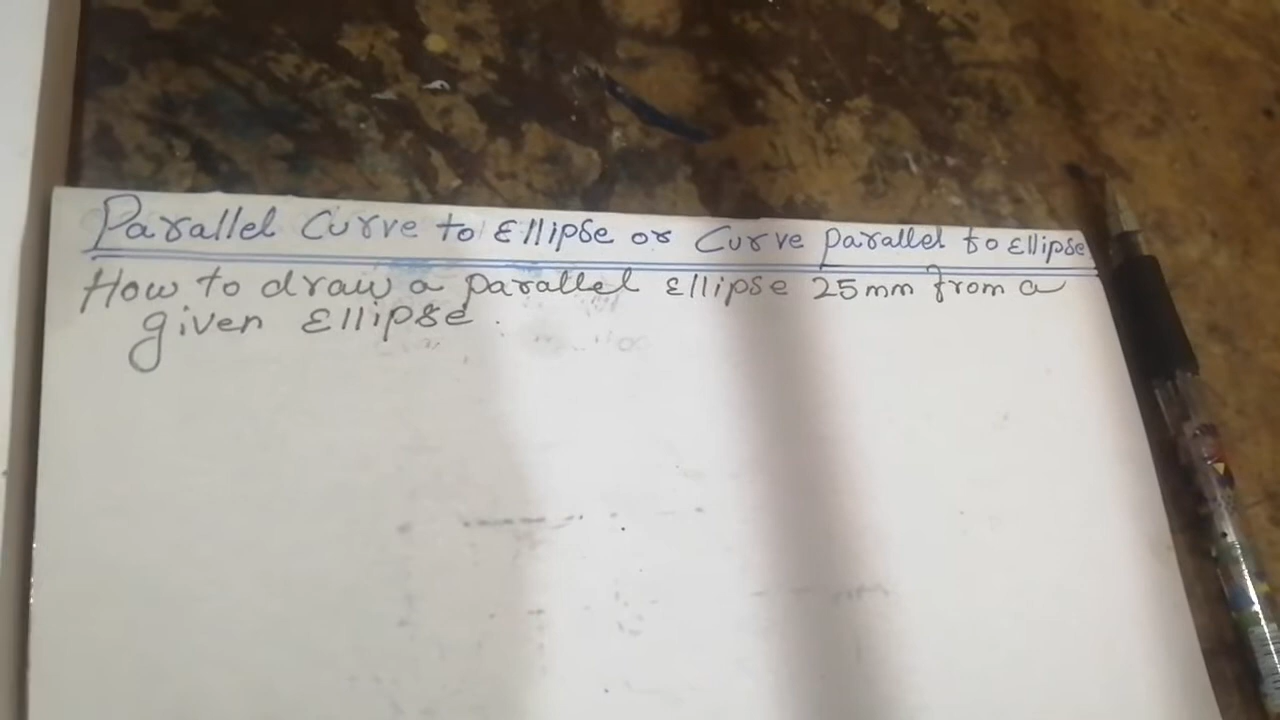 Parallel Curve to Ellipse or Curve parallel to Ellipse
How to draw a parallel Ellipse 25mm from a
given Ellipse.